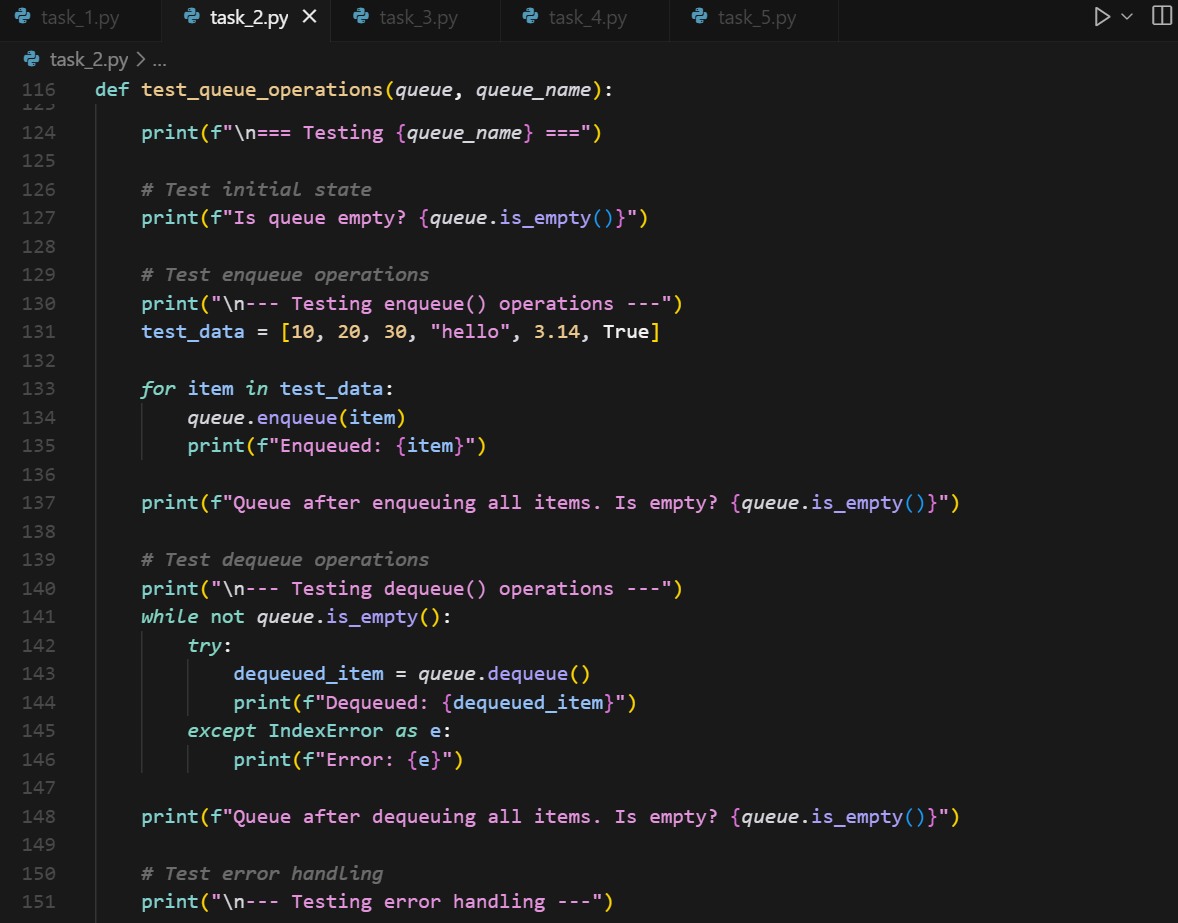 task_1.py task_2.py task_3.py task_4.py task_5.py
task_2.py > ...
116 def test_queue_operations(queue, queue_name):
123
124     print(f"\n=== Testing {queue_name} ===")
125
126     # Test initial state
127     print(f"Is queue empty? {queue.is_empty()}")
128
129     # Test enqueue operations
130     print("\n--- Testing enqueue() operations ---")
131     test_data = [10, 20, 30, "hello", 3.14, True]
132
133     for item in test_data:
134         queue.enqueue(item)
135         print(f"Enqueued: {item}")
136
137     print(f"Queue after enqueuing all items. Is empty? {queue.is_empty()}")
138
139     # Test dequeue operations
140     print("\n--- Testing dequeue() operations ---")
141     while not queue.is_empty():
142         try:
143             dequeued_item = queue.dequeue()
144             print(f"Dequeued: {dequeued_item}")
145         except IndexError as e:
146             print(f"Error: {e}")
147
148     print(f"Queue after dequeuing all items. Is empty? {queue.is_empty()}")
149
150     # Test error handling
151     print("\n--- Testing error handling ---")